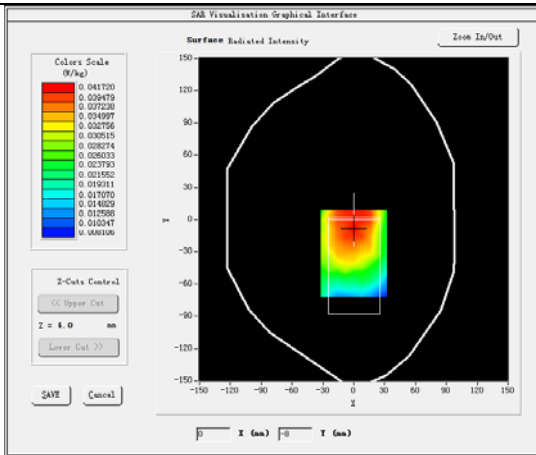 SAR Visualisation Graphical Interface
Surface Radiated Intensity
Zoom In/Out
Colors Scale
(W/kg)
0.041720
0.039479
0.037238
0.034997
0.032756
0.030515
0.028274
0.026033
0.023793
0.021552
0.019311
0.017070
0.014829
0.012588
0.010347
0.008106
Z-Cuts Control
<< Upper Cut
Z = 4.0 mm
Lower Cut >>
SAVE Cancel
150
120
90
60
30
0
-30
-60
-90
-120
-150
Y
-150 -120 -90 -60 -30 0 30 60 90 120 150
X
0 X (mm) -8 Y (mm)